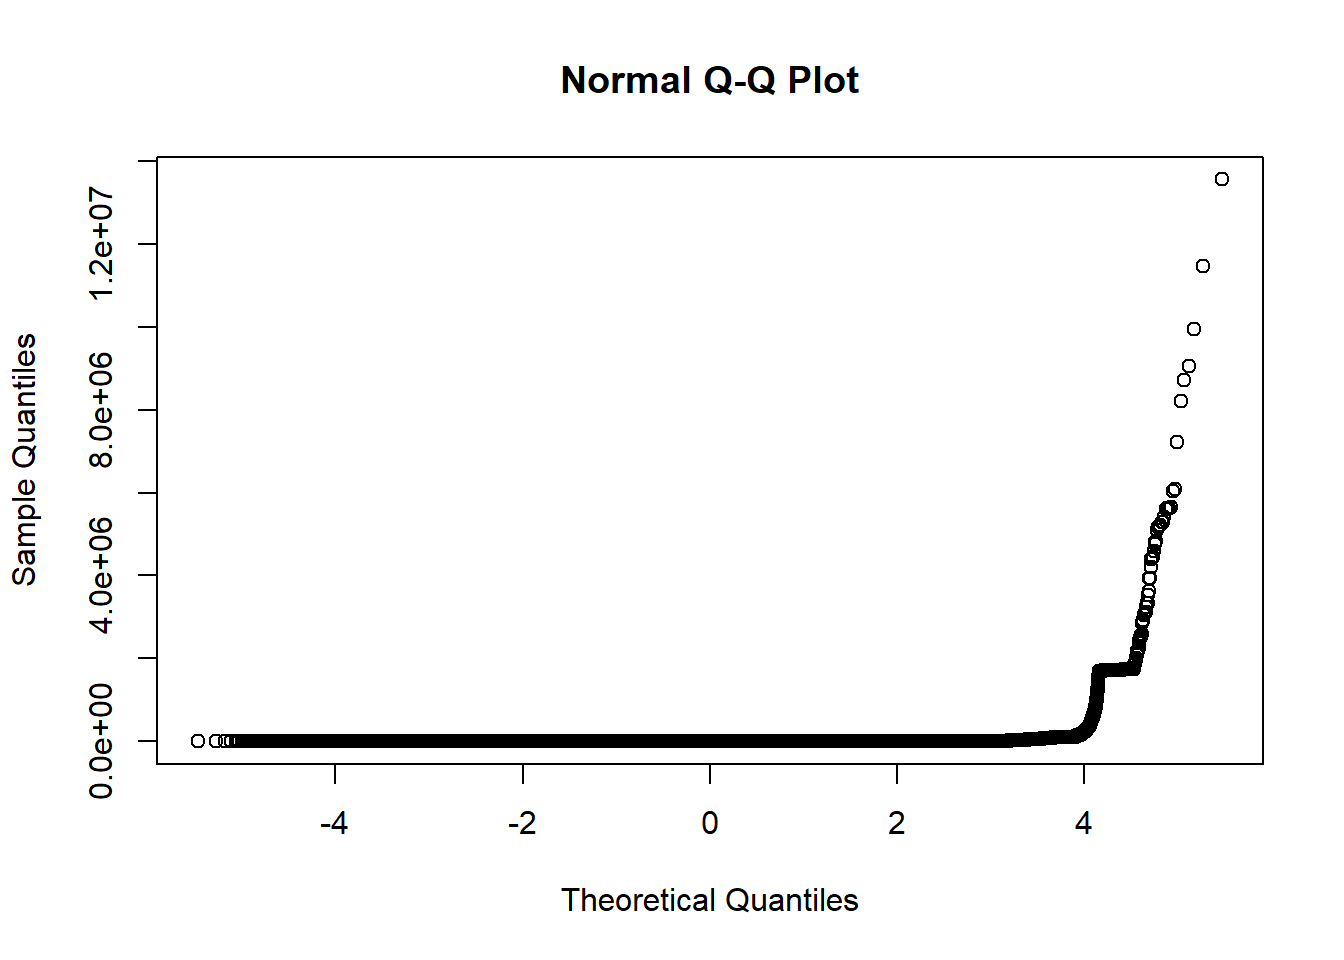 Normal Q-Q Plot
Sample Quantiles
1.2e+07
8.0e+06
4.0e+06
0.0e+00
-4 -2 0 2 4
Theoretical Quantiles